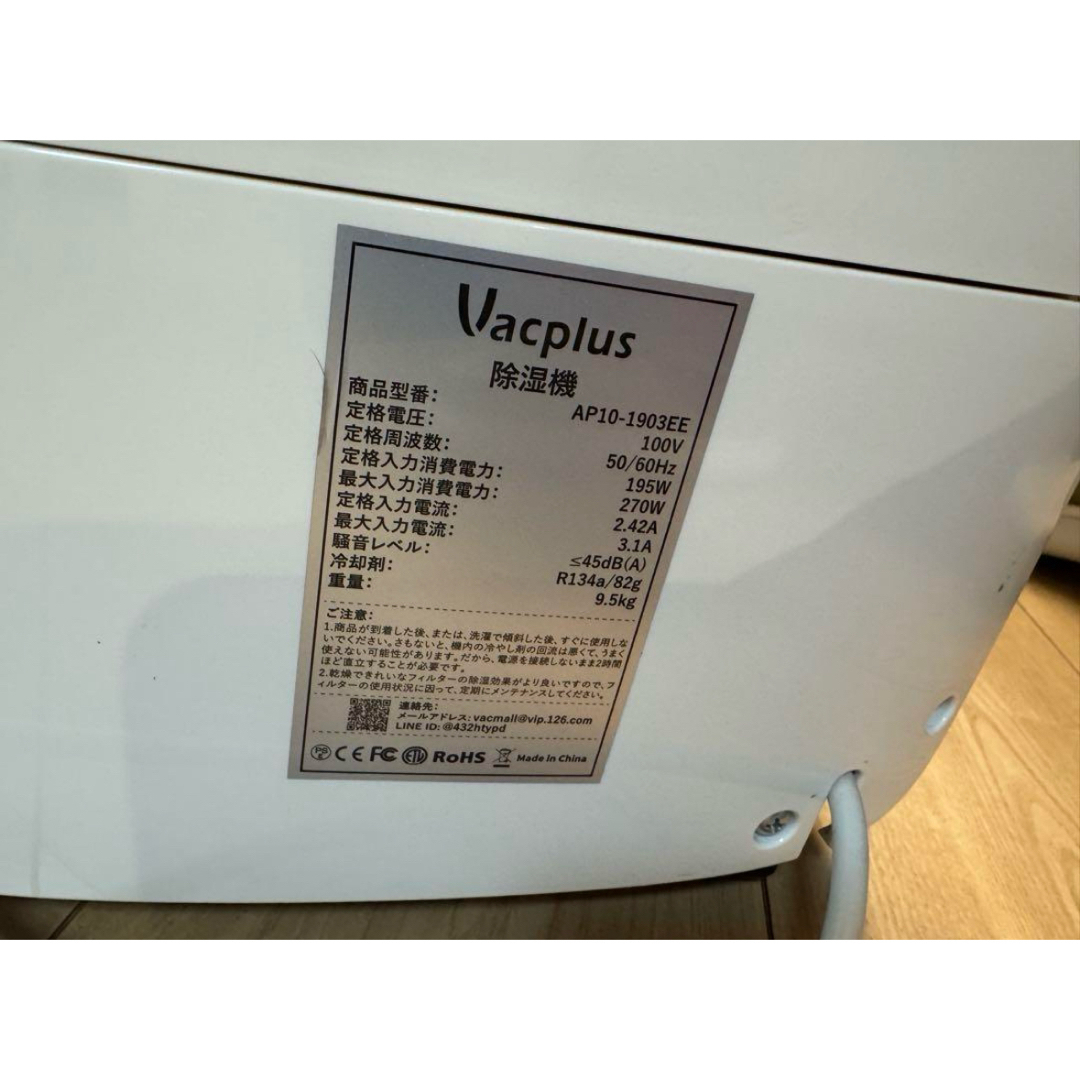 Vacplus
除湿機
商品型番: AP10-1903EE
定格電圧: 100V
定格周波数: 50/60Hz
定格入力消費電力: 195W
最大入力消費電力: 270W
定格入力電流: 2.42A
最大入力電流: 3.1A
騒音レベル: ≤45dB(A)
冷却剤: R134a/82g
重量: 9.5kg
ご注意:
1.商品が到着した後、または、洗濯で傾斜した後、すぐに使用しな
いでください。さもないと、機内の冷やし剤の回流は悪くて、うまく
使えない可能性があります。だから、電源を接続しないまま2時間
ほど直立することが必要です。
2.乾燥できれいなフィルターの除湿効果がより良いですので、フ
ィルターの使用状況に因って、定期にメンテナンスしてください。
連絡先:
メールアドレス: vacmall@vip.126.com
LINE ID: @432htypd
PS E CE FC ETL RoHS Made In China